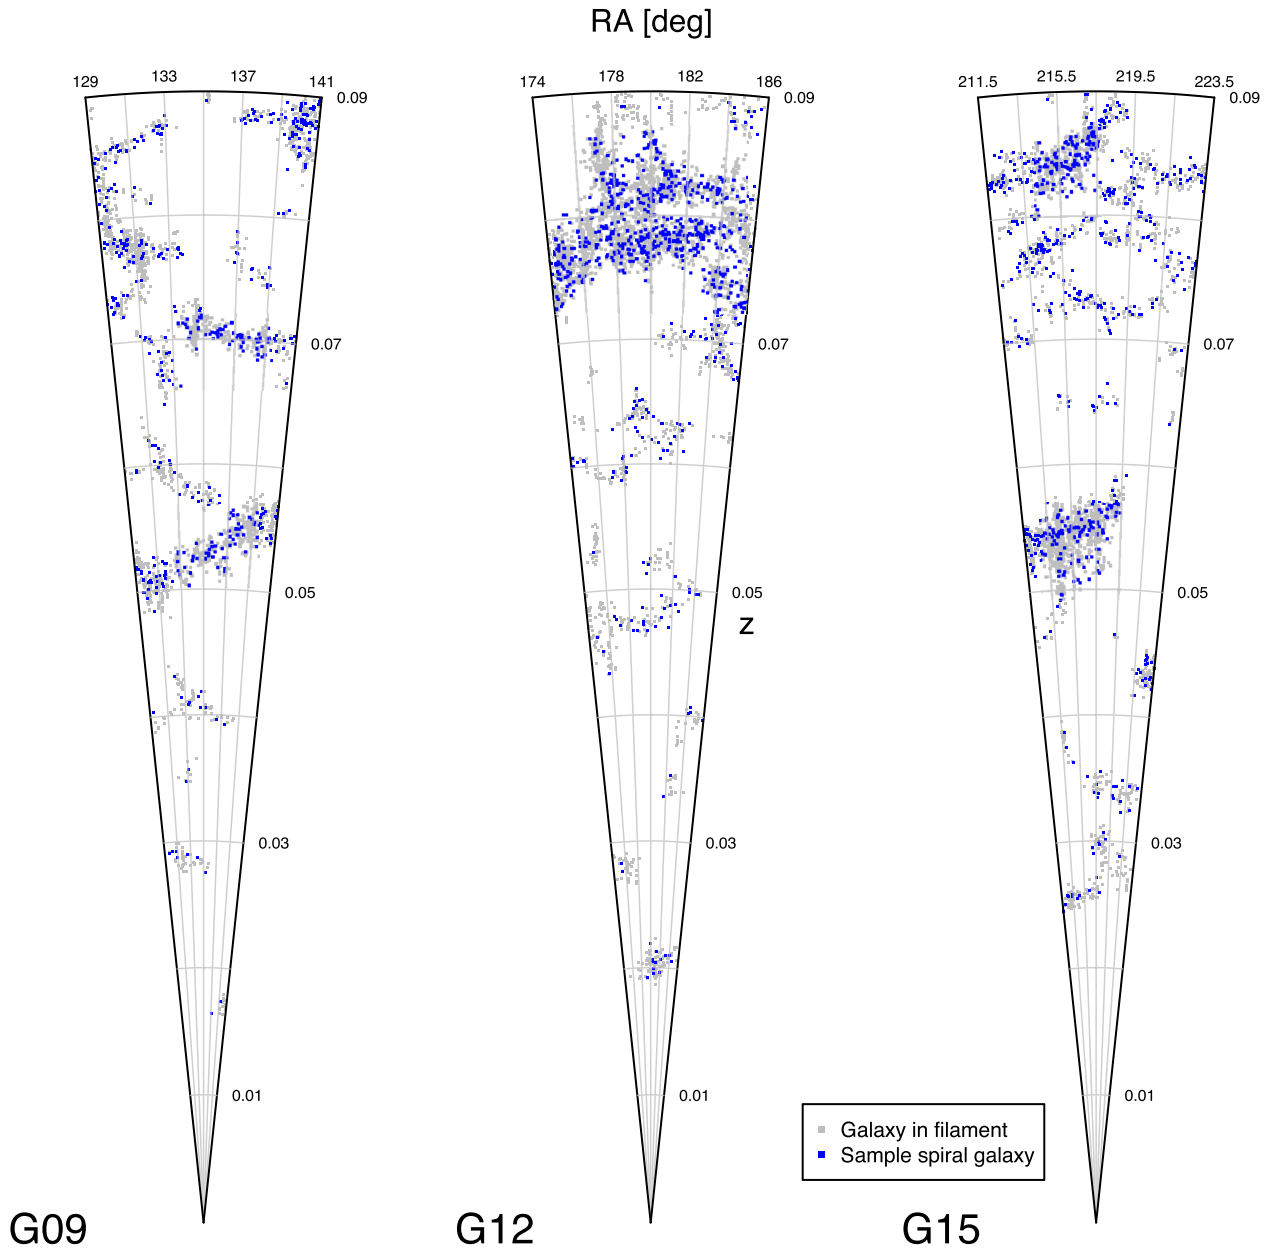 RA [deg]
129 133 137 141 174 178 182 186 211.5 215.5 219.5 223.5
0.09 0.09 0.09
0.07 0.07 0.07
0.05 0.05 0.05
z
0.03 0.03 0.03
0.01 0.01 0.01
Galaxy in filament
Sample spiral galaxy
G09 G12 G15